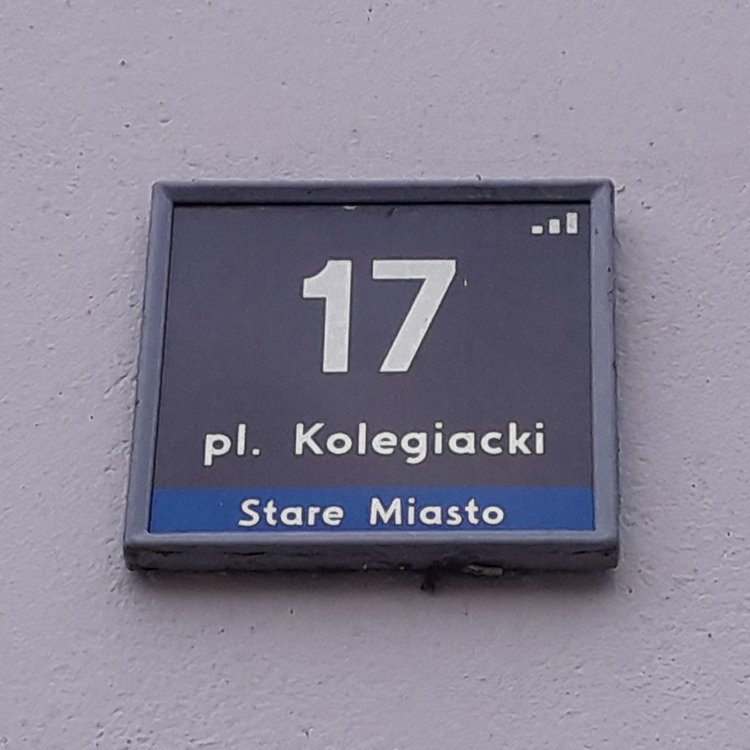 17
pl. Kolegiacki
Stare Miasto